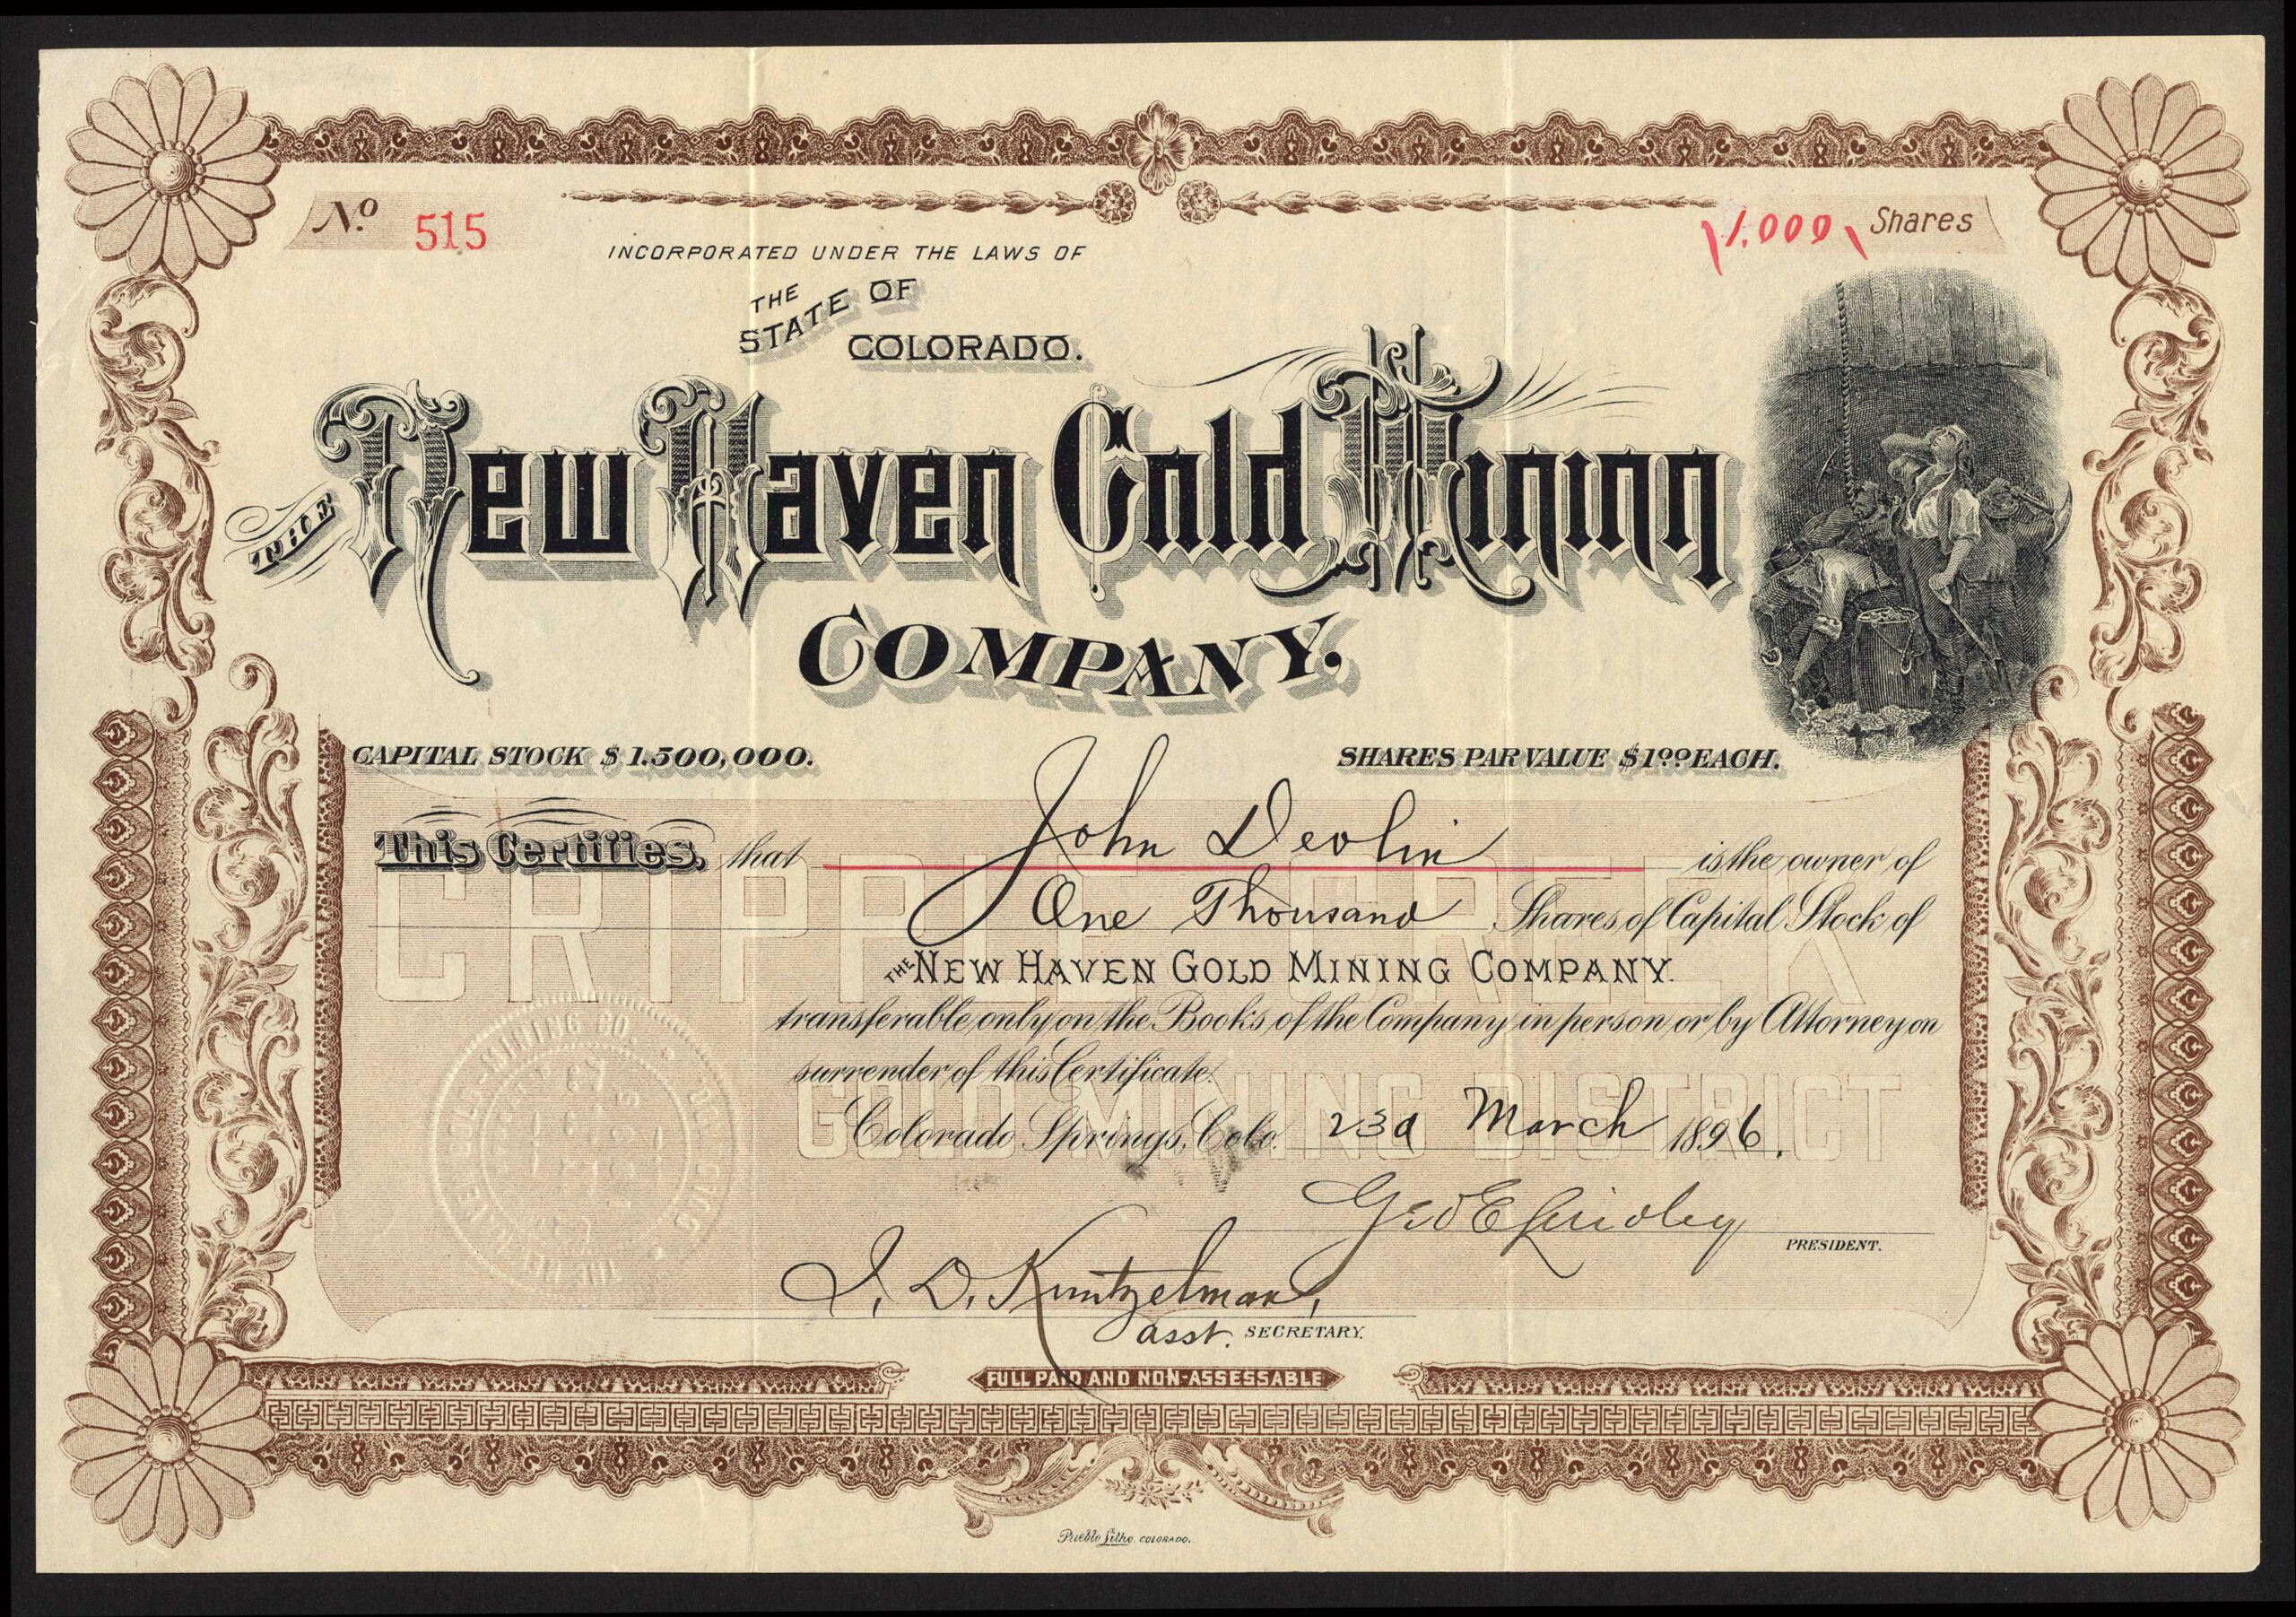 No. 515
1,000 Shares
INCORPORATED UNDER THE LAWS OF
THE
STATE OF
COLORADO.
THE New Haven Gold Mining
COMPANY.
CAPITAL STOCK $1.500,000.
SHARES PAR VALUE $1.00 EACH.
This Certifies, that John Devlin is the owner of
One Thousand Shares of Capital Stock of
THE NEW HAVEN GOLD MINING COMPANY.
transferable only on the Books of the Company in person or by Attorney on
surrender of this Certificate.
Colorado Springs, Colo. 23d March 1896.
CRIPPLE CREEK
GOLD MINING DISTRICT
MINING CO.
Geo E
PRESIDENT.
I. D. Kuntzelman,
asst. SECRETARY.
FULL PAID AND NON-ASSESSABLE
Pueblo Litho. COLORADO.